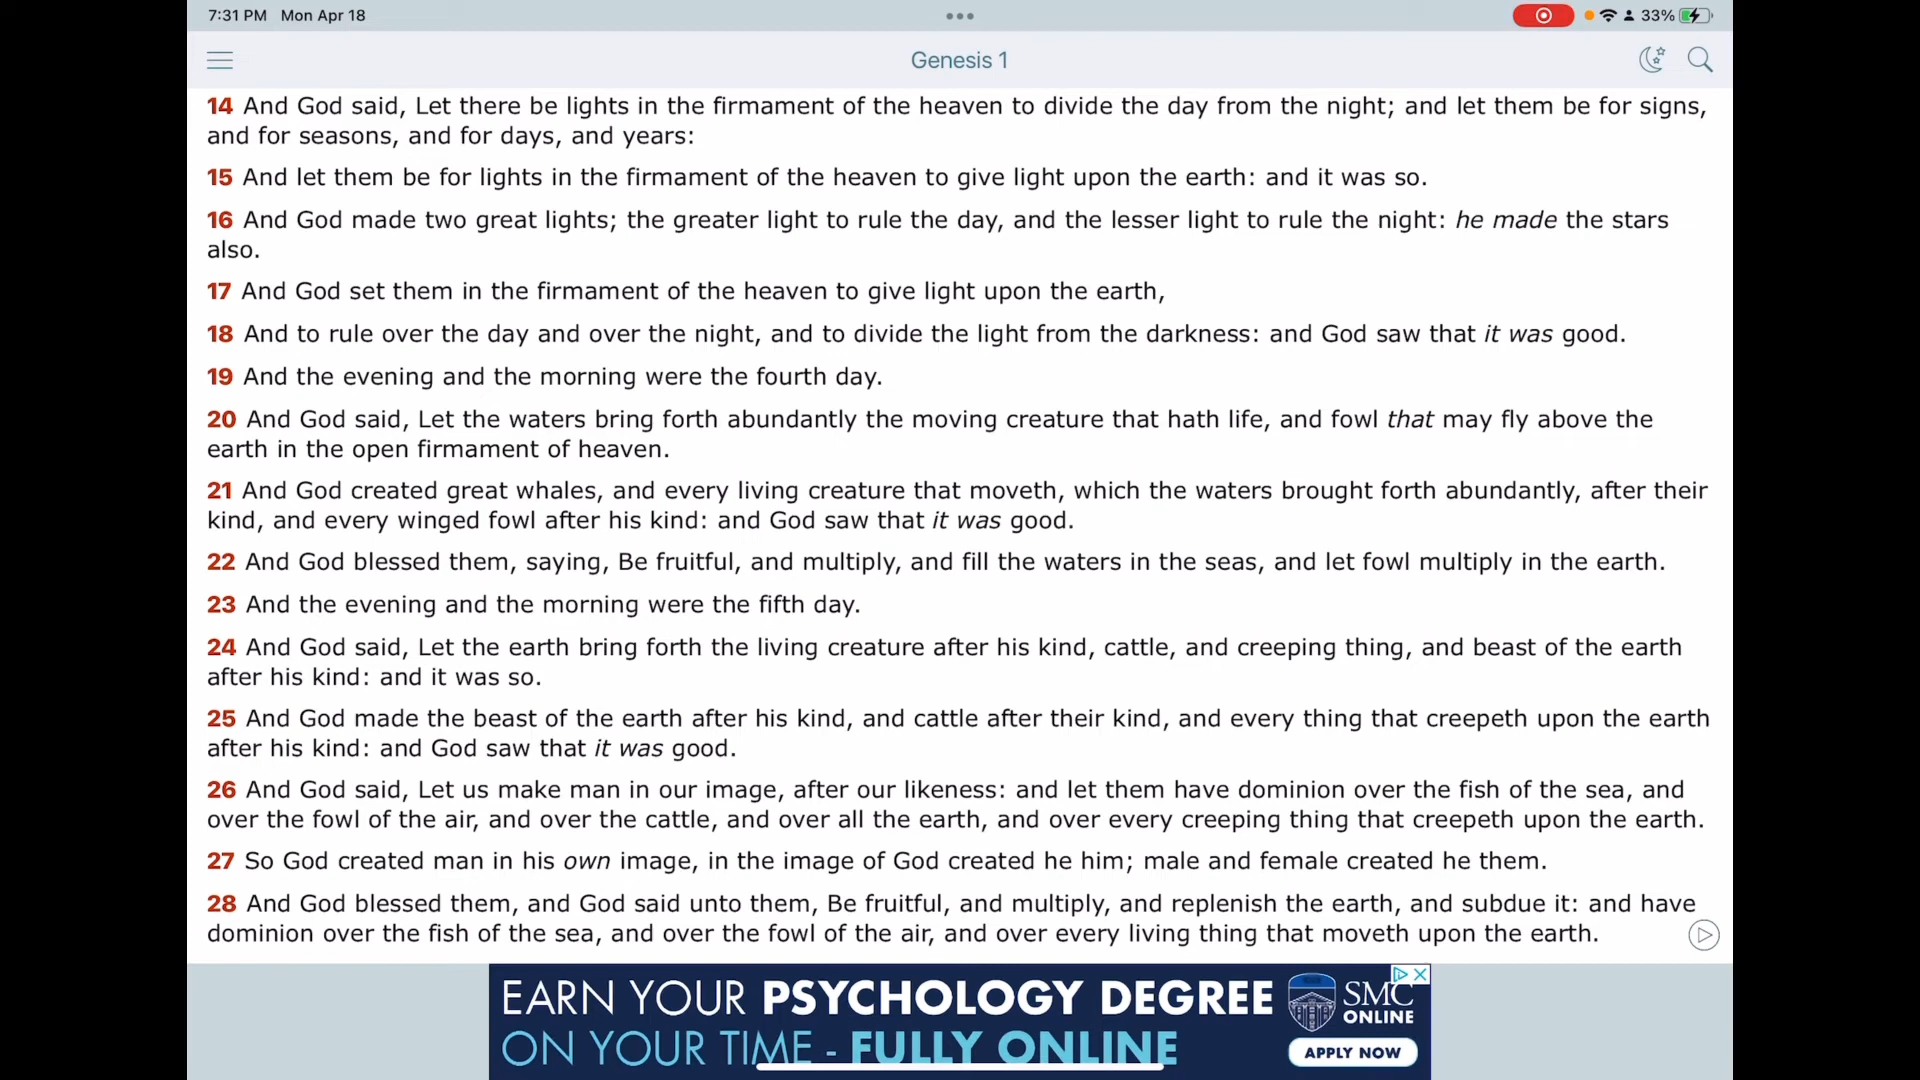 7:31 PM Mon Apr 18
33%
Genesis 1
14 And God said, Let there be lights in the firmament of the heaven to divide the day from the night; and let them be for signs,
and for seasons, and for days, and years:
15 And let them be for lights in the firmament of the heaven to give light upon the earth: and it was so.
16 And God made two great lights; the greater light to rule the day, and the lesser light to rule the night: he made the stars
also.
17 And God set them in the firmament of the heaven to give light upon the earth,
18 And to rule over the day and over the night, and to divide the light from the darkness: and God saw that it was good.
19 And the evening and the morning were the fourth day.
20 And God said, Let the waters bring forth abundantly the moving creature that hath life, and fowl that may fly above the
earth in the open firmament of heaven.
21 And God created great whales, and every living creature that moveth, which the waters brought forth abundantly, after their
kind, and every winged fowl after his kind: and God saw that it was good.
22 And God blessed them, saying, Be fruitful, and multiply, and fill the waters in the seas, and let fowl multiply in the earth.
23 And the evening and the morning were the fifth day.
24 And God said, Let the earth bring forth the living creature after his kind, cattle, and creeping thing, and beast of the earth
after his kind: and it was so.
25 And God made the beast of the earth after his kind, and cattle after their kind, and every thing that creepeth upon the earth
after his kind: and God saw that it was good.
26 And God said, Let us make man in our image, after our likeness: and let them have dominion over the fish of the sea, and
over the fowl of the air, and over the cattle, and over all the earth, and over every creeping thing that creepeth upon the earth.
27 So God created man in his own image, in the image of God created he him; male and female created he them.
28 And God blessed them, and God said unto them, Be fruitful, and multiply, and replenish the earth, and subdue it: and have
dominion over the fish of the sea, and over the fowl of the air, and over every living thing that moveth upon the earth.
EARN YOUR PSYCHOLOGY DEGREE
ON YOUR TIME - FULLY ONLINE
SMC
ONLINE
APPLY NOW